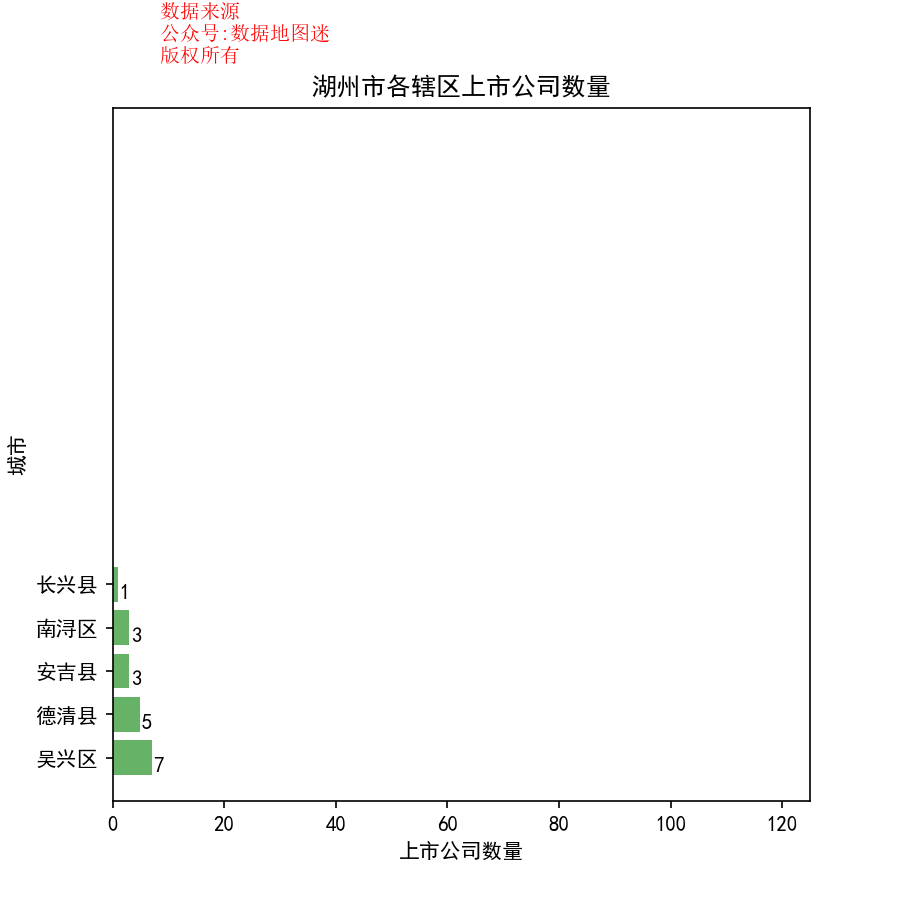 数据来源
公众号:数据地图迷
版权所有
湖州市各辖区上市公司数量
城市
长兴县 1
南浔区 3
安吉县 3
德清县 5
吴兴区 7
0 20 40 60 80 100 120
上市公司数量